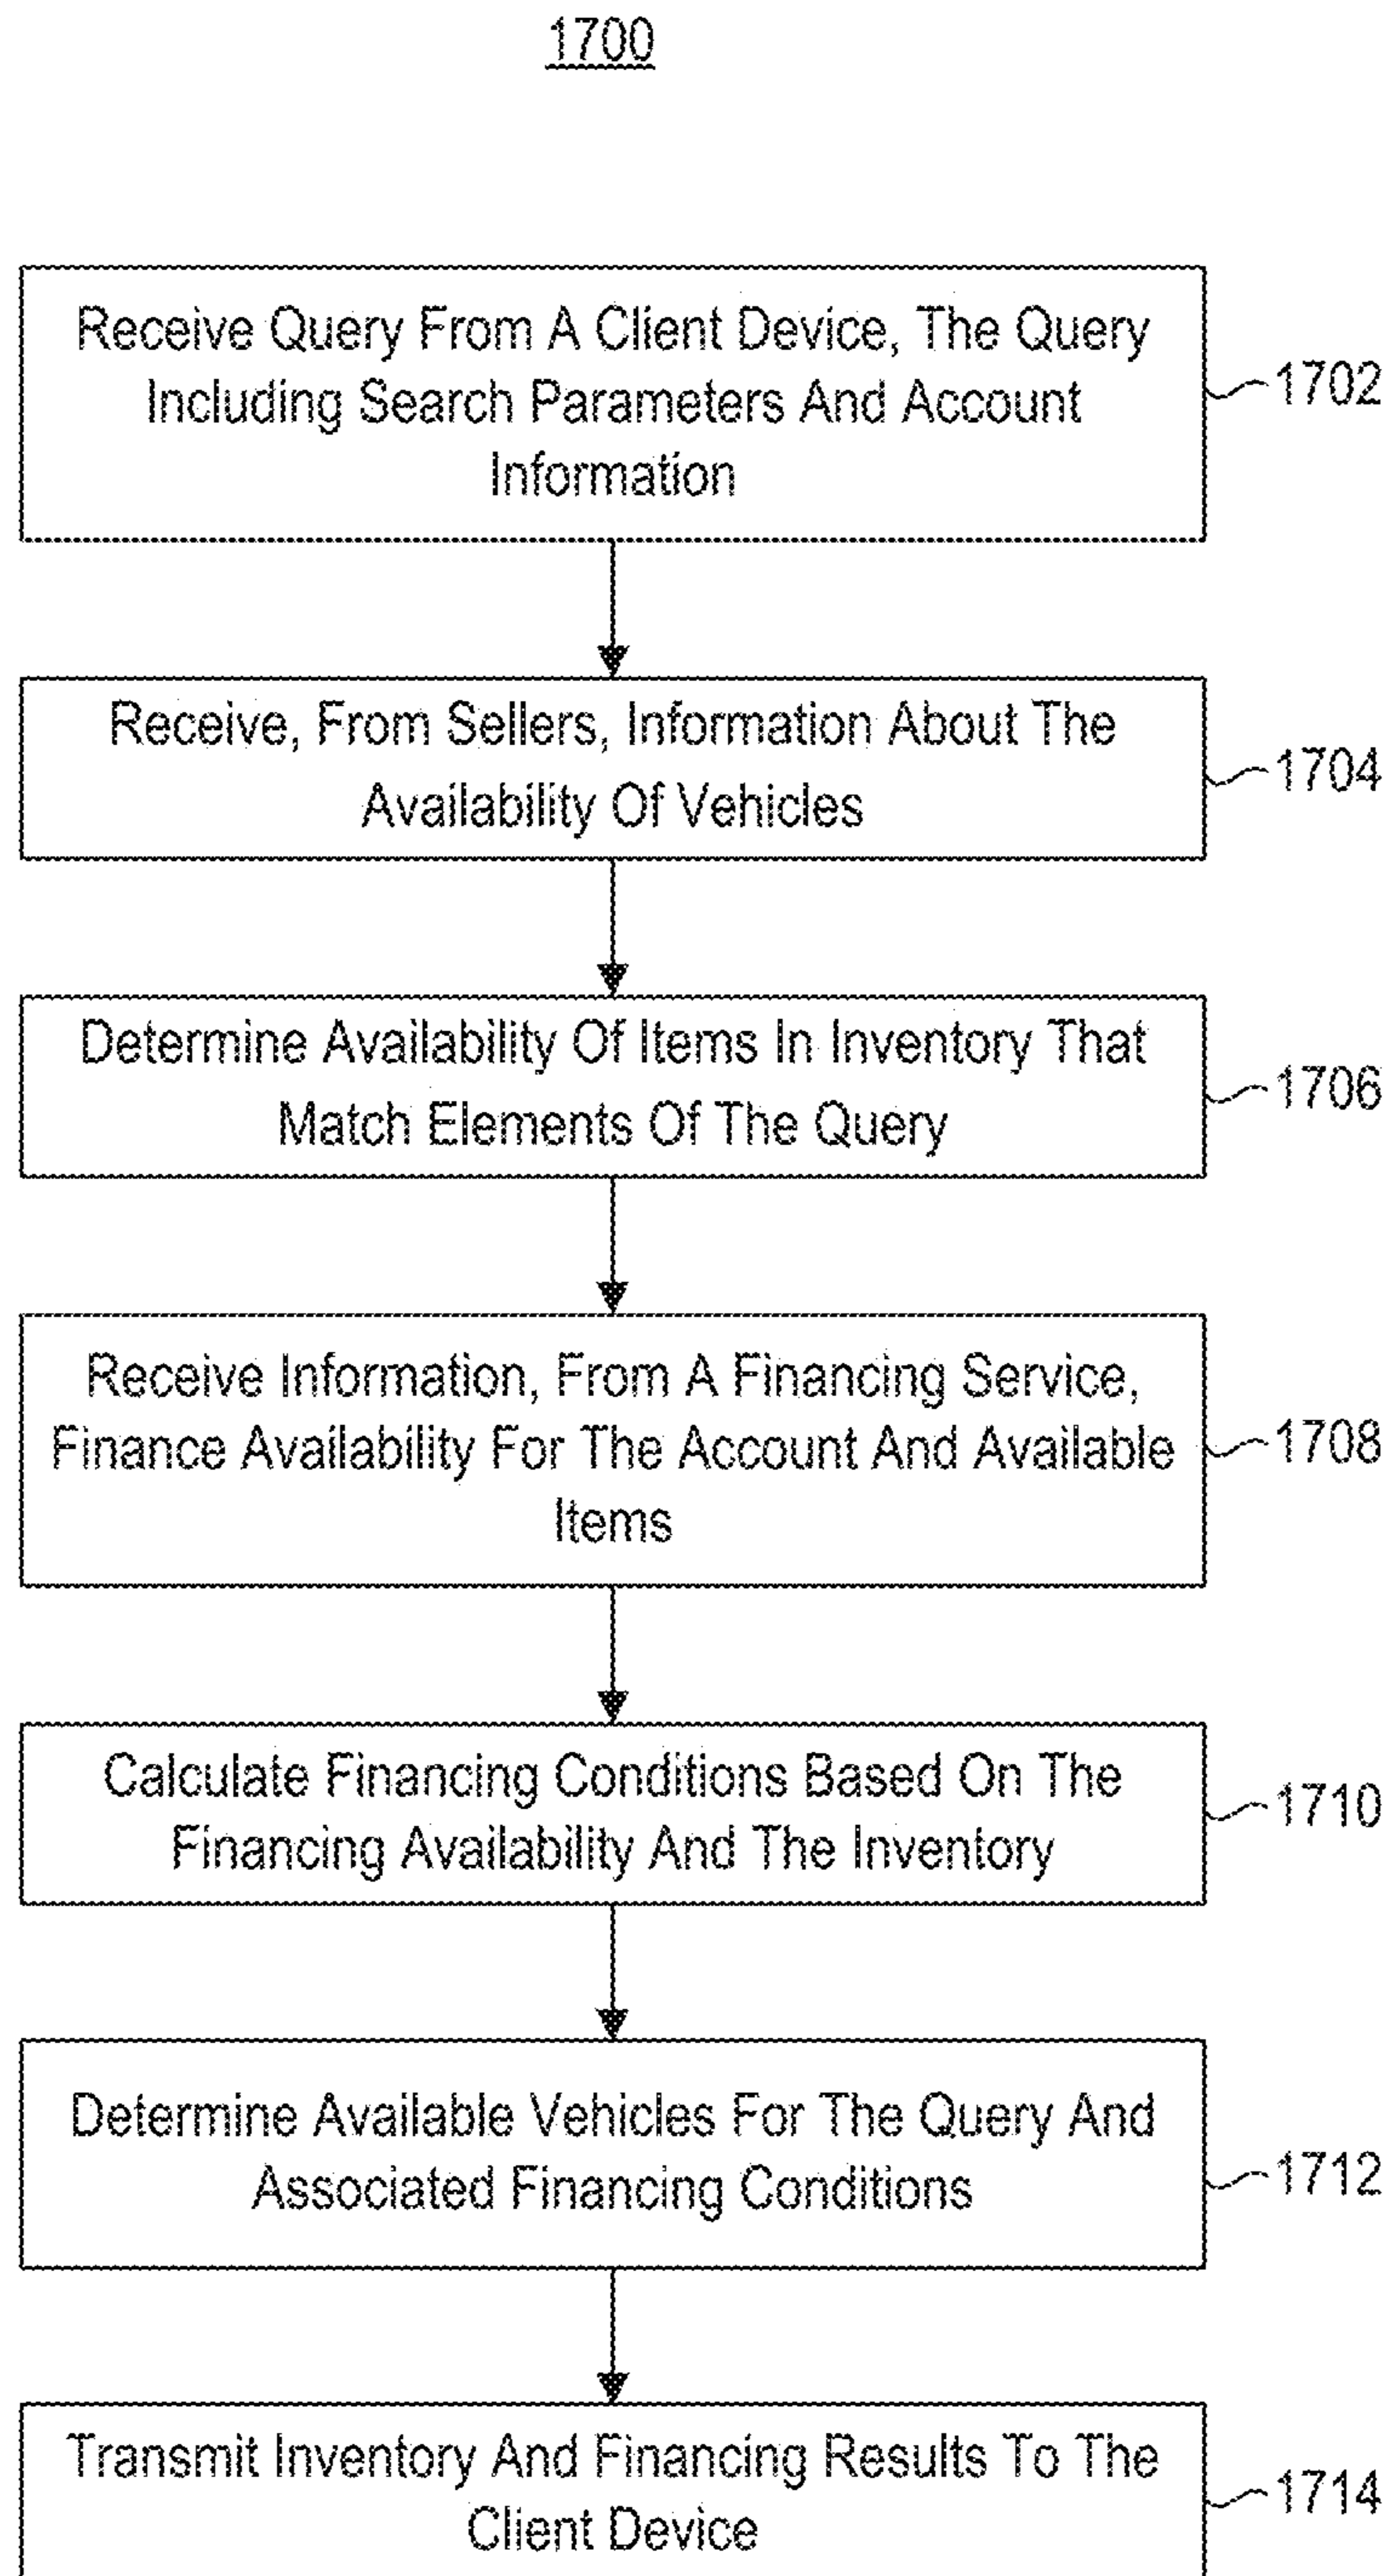 1700
Receive Query From A Client Device, The Query
Including Search Parameters And Account
Information
1702
Receive, From Sellers, Information About The
Availability Of Vehicles
1704
Determine Availability Of Items In Inventory That
Match Elements Of The Query
1706
Receive Information, From A Financing Service,
Finance Availability For The Account And Available
Items
1708
Calculate Financing Conditions Based On The
Financing Availability And The Inventory
1710
Determine Available Vehicles For The Query And
Associated Financing Conditions
1712
Transmit Inventory And Financing Results To The
Client Device
1714